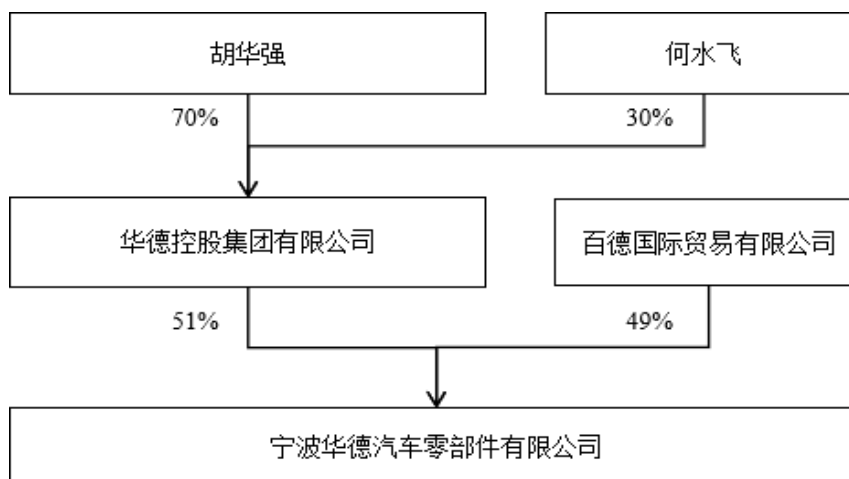 胡华强
何水飞
70%
30%
华德控股集团有限公司
百德国际贸易有限公司
51%
49%
宁波华德汽车零部件有限公司